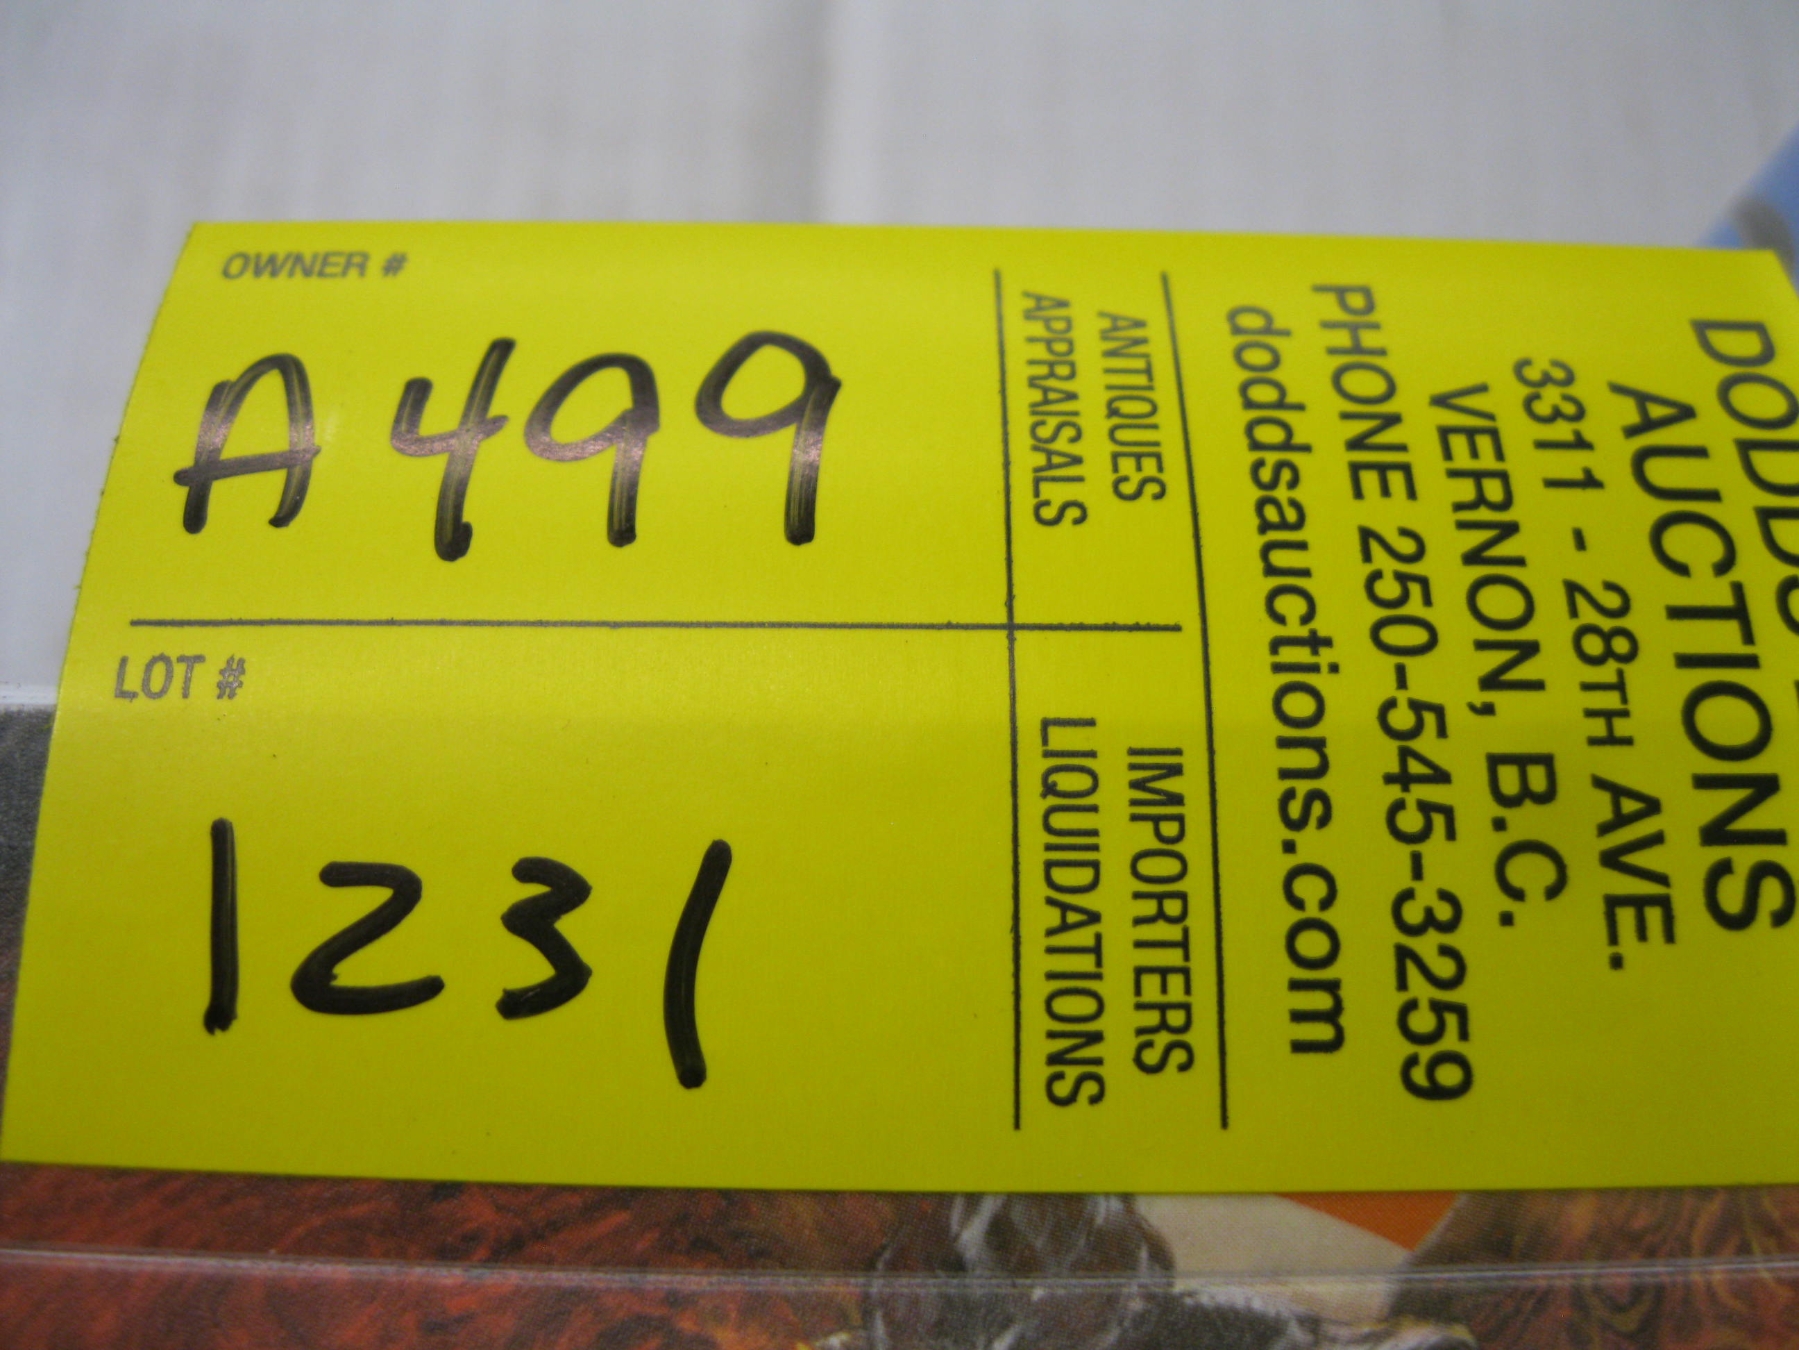 OWNER #
A499
LOT #
1231
DODDS
AUCTIONS
3311 - 28TH AVE.
VERNON, B.C.
PHONE 250-545-3259
doddsauctions.com
ANTIQUES
APPRAISALS
IMPORTERS
LIQUIDATIONS